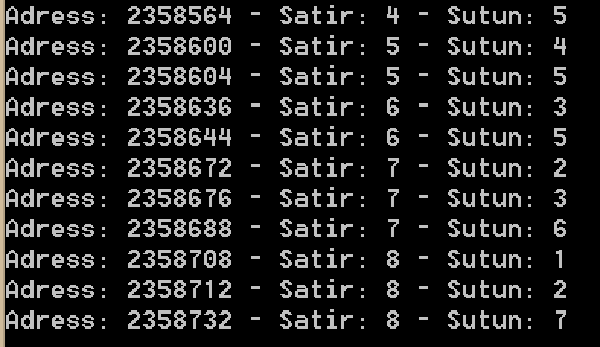 Adress: 2358564 - Satir: 4 - Sutun: 5
Adress: 2358600 - Satir: 5 - Sutun: 4
Adress: 2358604 - Satir: 5 - Sutun: 5
Adress: 2358636 - Satir: 6 - Sutun: 3
Adress: 2358644 - Satir: 6 - Sutun: 5
Adress: 2358672 - Satir: 7 - Sutun: 2
Adress: 2358676 - Satir: 7 - Sutun: 3
Adress: 2358688 - Satir: 7 - Sutun: 6
Adress: 2358708 - Satir: 8 - Sutun: 1
Adress: 2358712 - Satir: 8 - Sutun: 2
Adress: 2358732 - Satir: 8 - Sutun: 7